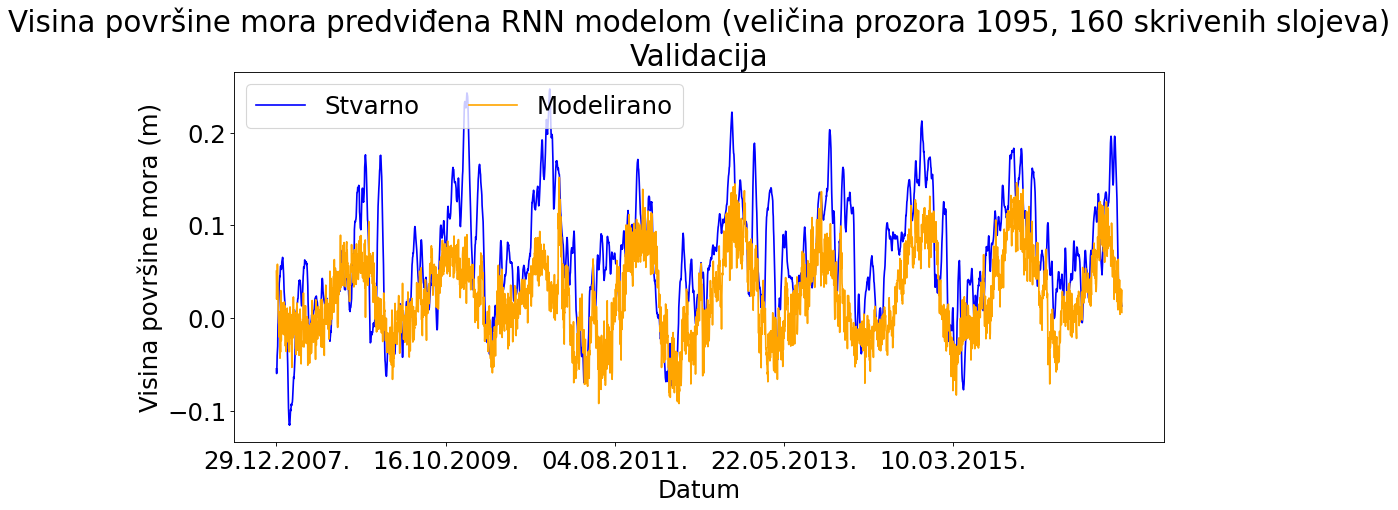 Visina površine mora predviđena RNN modelom (veličina prozora 1095, 160 skrivenih slojeva)
Validacija
Stvarno Modelirano
Visina površine mora (m)
0.2
0.1
0.0
−0.1
29.12.2007. 16.10.2009. 04.08.2011. 22.05.2013. 10.03.2015.
Datum